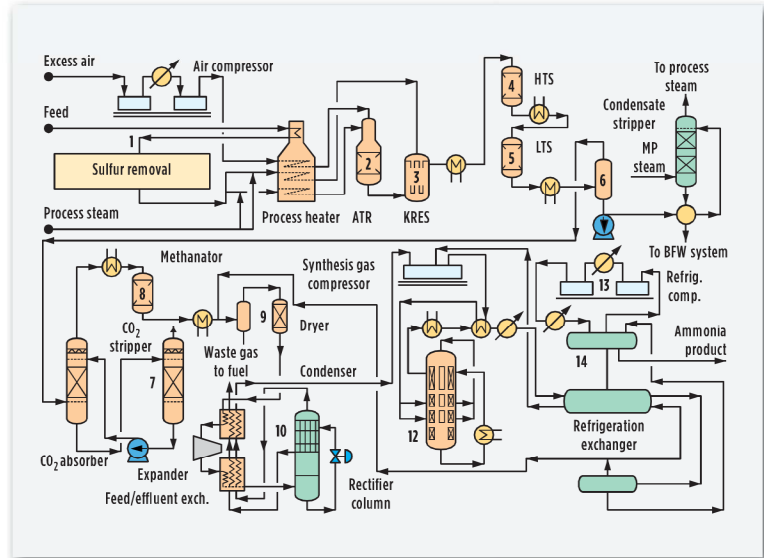 Excess air
Air compressor
Feed
1
Sulfur removal
Process steam
Process heater
2
ATR
3
KRES
4
HTS
5
LTS
6
To process
steam
Condensate
stripper
MP
steam
To BFW system
Methanator
8
CO2
stripper
7
CO2 absorber
9
Dryer
Waste gas
to fuel
Condenser
10
Expander
Feed/effluent exch.
Rectifier
column
Synthesis gas
compressor
12
13
Refrig.
comp.
Ammonia
product
14
Refrigeration
exchanger